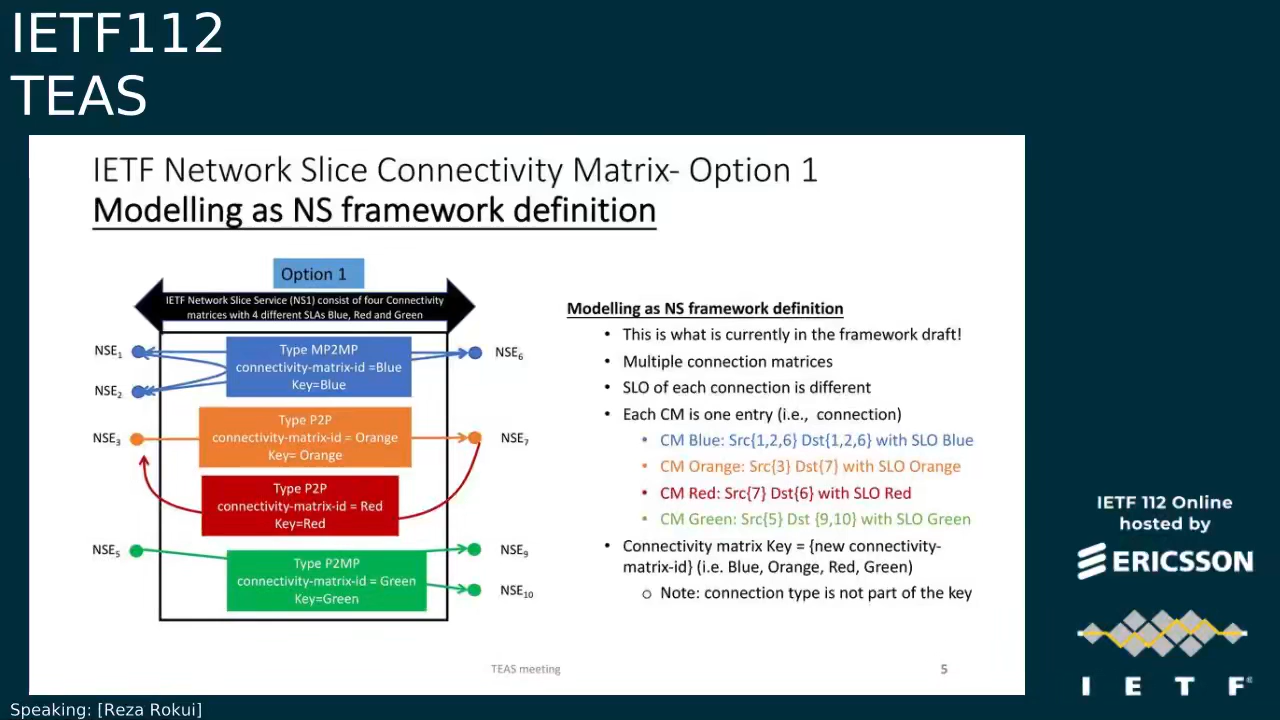 IETF112
TEAS
IETF Network Slice Connectivity Matrix- Option 1
Modelling as NS framework definition
Option 1
IETF Network Slice Service (NS1) consist of four Connectivity
matrices with 4 different SLAs Blue, Red and Green
NSE1
NSE2
NSE3
NSE5
Type MP2MP
connectivity-matrix-id =Blue
Key=Blue
Type P2P
connectivity-matrix-id = Orange
Key= Orange
Type P2P
connectivity-matrix-id = Red
Key=Red
Type P2MP
connectivity-matrix-id = Green
Key=Green
NSE6
NSE7
NSE9
NSE10
Modelling as NS framework definition
• This is what is currently in the framework draft!
• Multiple connection matrices
• SLO of each connection is different
• Each CM is one entry (i.e., connection)
• CM Blue: Src{1,2,6} Dst{1,2,6} with SLO Blue
• CM Orange: Src{3} Dst{7} with SLO Orange
• CM Red: Src{7} Dst{6} with SLO Red
• CM Green: Src{5} Dst {9,10} with SLO Green
• Connectivity matrix Key = {new connectivity-
matrix-id} (i.e. Blue, Orange, Red, Green)
o Note: connection type is not part of the key
TEAS meeting
5
IETF 112 Online
hosted by
ERICSSON
I E T F®
Speaking: [Reza Rokui]